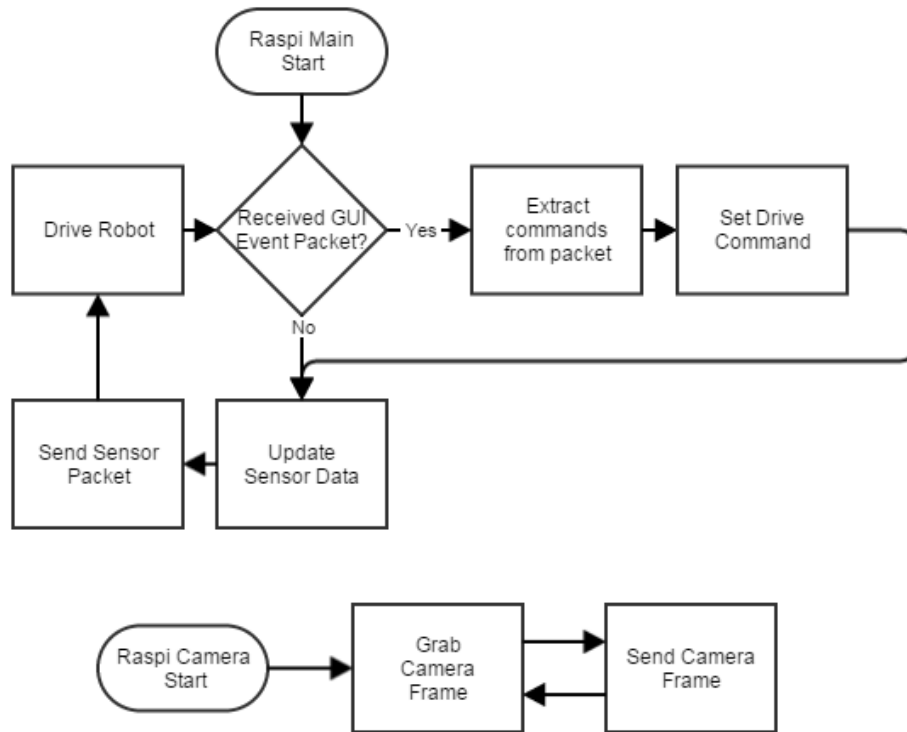 Raspi Main
Start
Drive Robot
Received GUI
Event Packet?
Yes
Extract
commands
from packet
Set Drive
Command
No
Send Sensor
Packet
Update
Sensor Data
Raspi Camera
Start
Grab
Camera
Frame
Send Camera
Frame